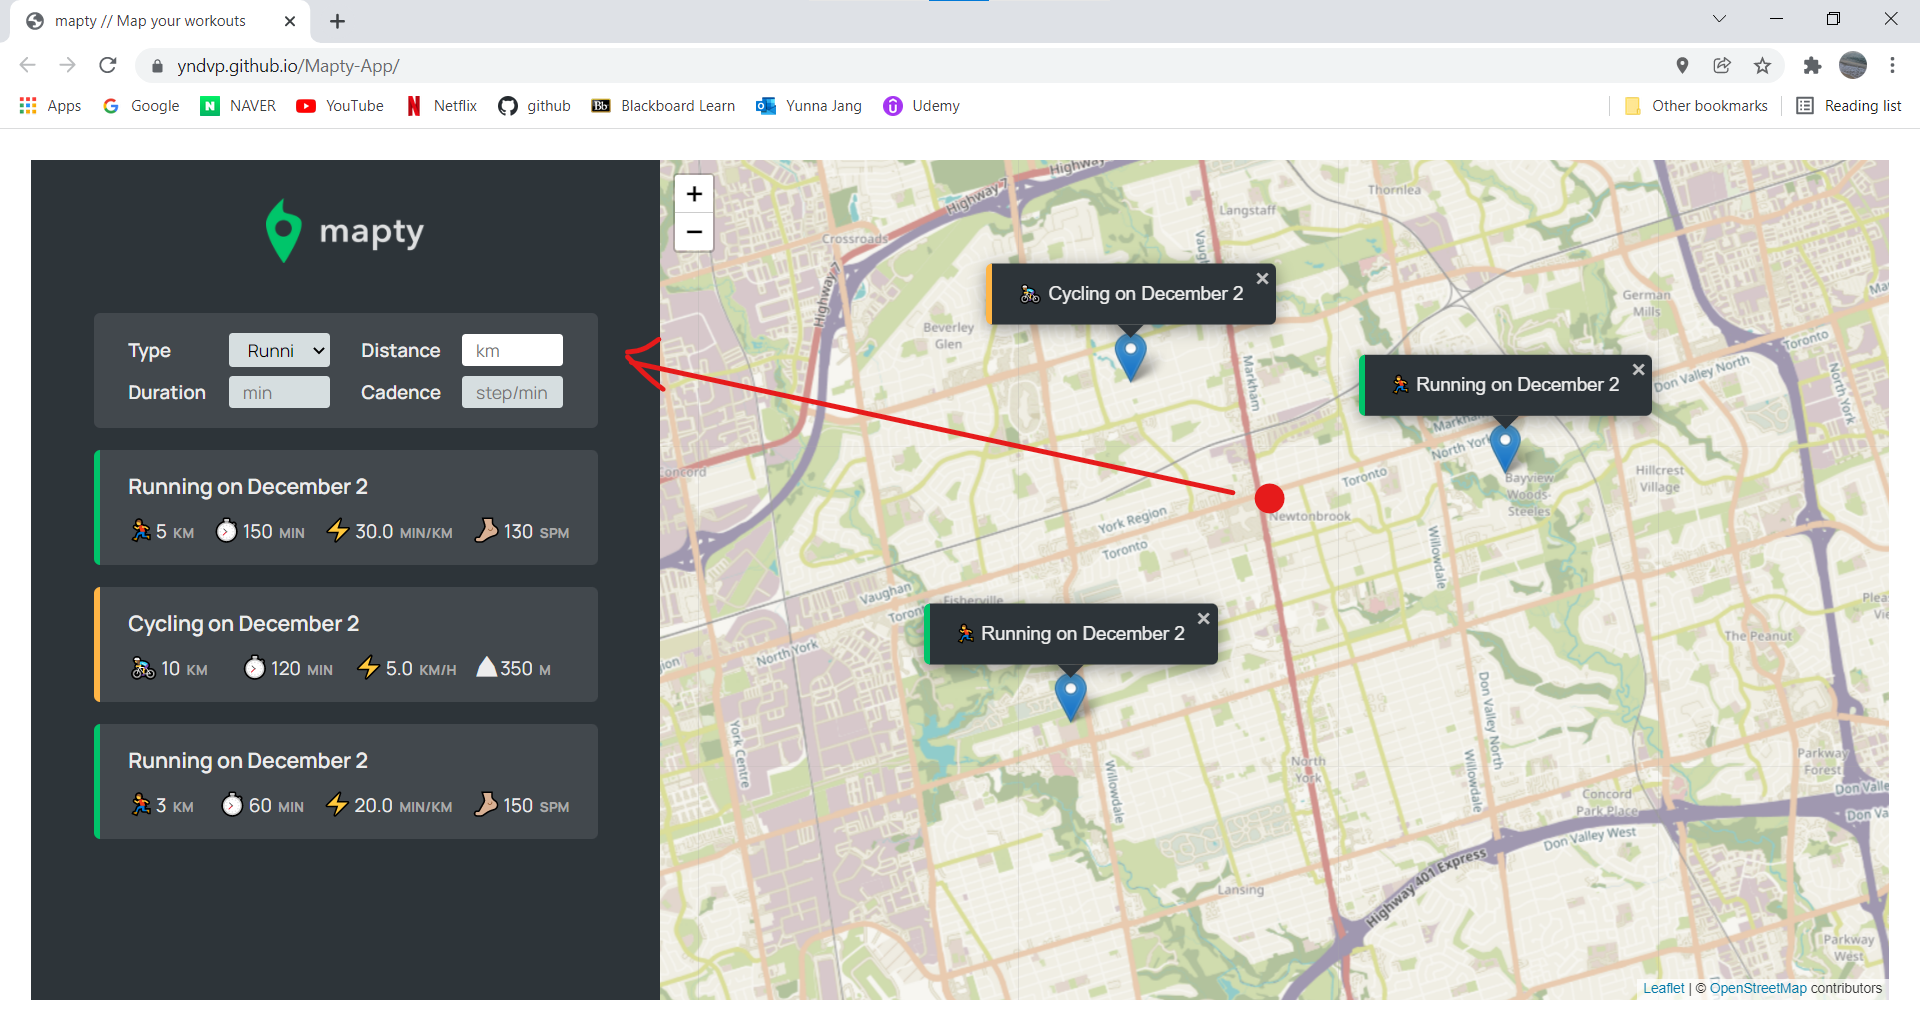 mapty // Map your workouts
yndvp.github.io/Mapty-App/
Apps Google NAVER YouTube Netflix github Blackboard Learn Yunna Jang Udemy Other bookmarks Reading list
mapty
Type Runni Distance km
Duration min Cadence step/min
Running on December 2
5 KM 150 MIN 30.0 MIN/KM 130 SPM
Cycling on December 2
10 KM 120 MIN 5.0 KM/H 350 M
Running on December 2
3 KM 60 MIN 20.0 MIN/KM 150 SPM
+
−
Highway 7
Highway 7
Thornlea
Langstaff
Crossroads
Highway 7
Cycling on December 2
German
Mills
Beverley
Glen
Toronto
North York
Don Valley North
Markham
Running on December 2
North York
Toronto
Concord
Hillcrest
Village
Bayview
Woods-
Steeles
York Region
Toronto
Newtonbrook
Willowdale
Vaughan
Fisherville
North York
Running on December 2
The Peanut
Don Valley North
York Centre
North
York
Willowdale
Willowdale
Parkway
Forest
Concord
Park Place
Don Valley West
Lansing
Highway 401 Express
Parkway
West
Leaflet | © OpenStreetMap contributors